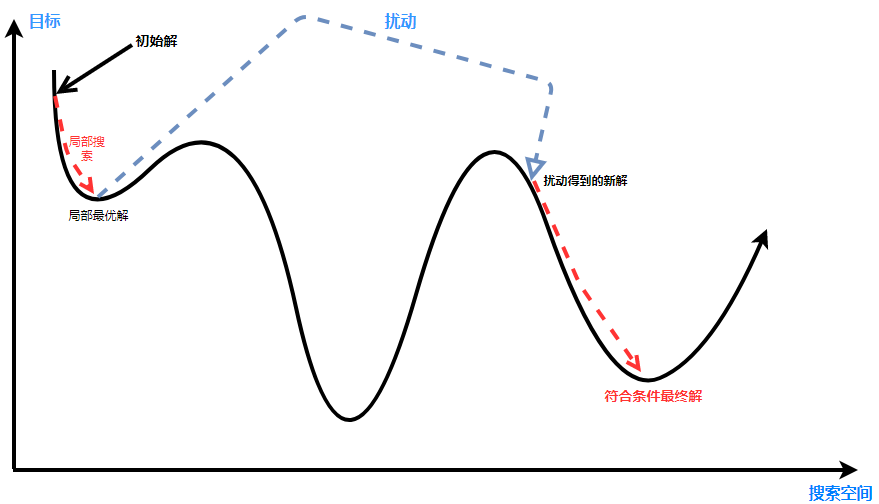 目标
扰动
初始解
局部搜
索
扰动得到的新解
局部最优解
符合条件最终解
搜索空间